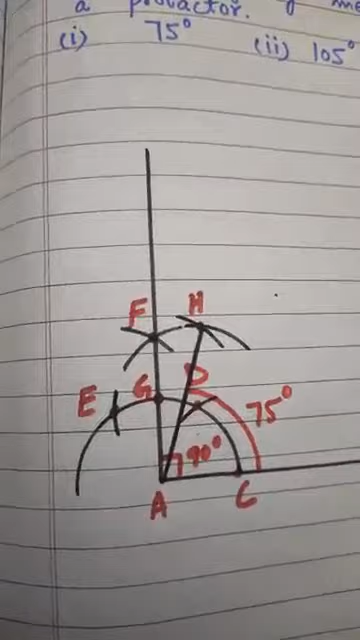 a protractor.
(i) 75° (ii) 105°
F H
E G D 75°
90°
A C